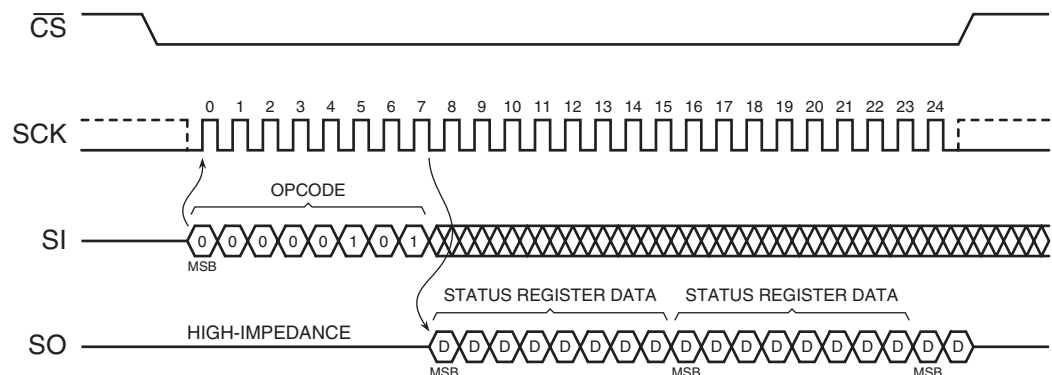 CS
0 1 2 3 4 5 6 7 8 9 10 11 12 13 14 15 16 17 18 19 20 21 22 23 24
SCK
OPCODE
SI 0 0 0 0 0 1 0 1
MSB
STATUS REGISTER DATA STATUS REGISTER DATA
HIGH-IMPEDANCE
SO D D D D D D D D D D D D D D D D D D
MSB MSB MSB